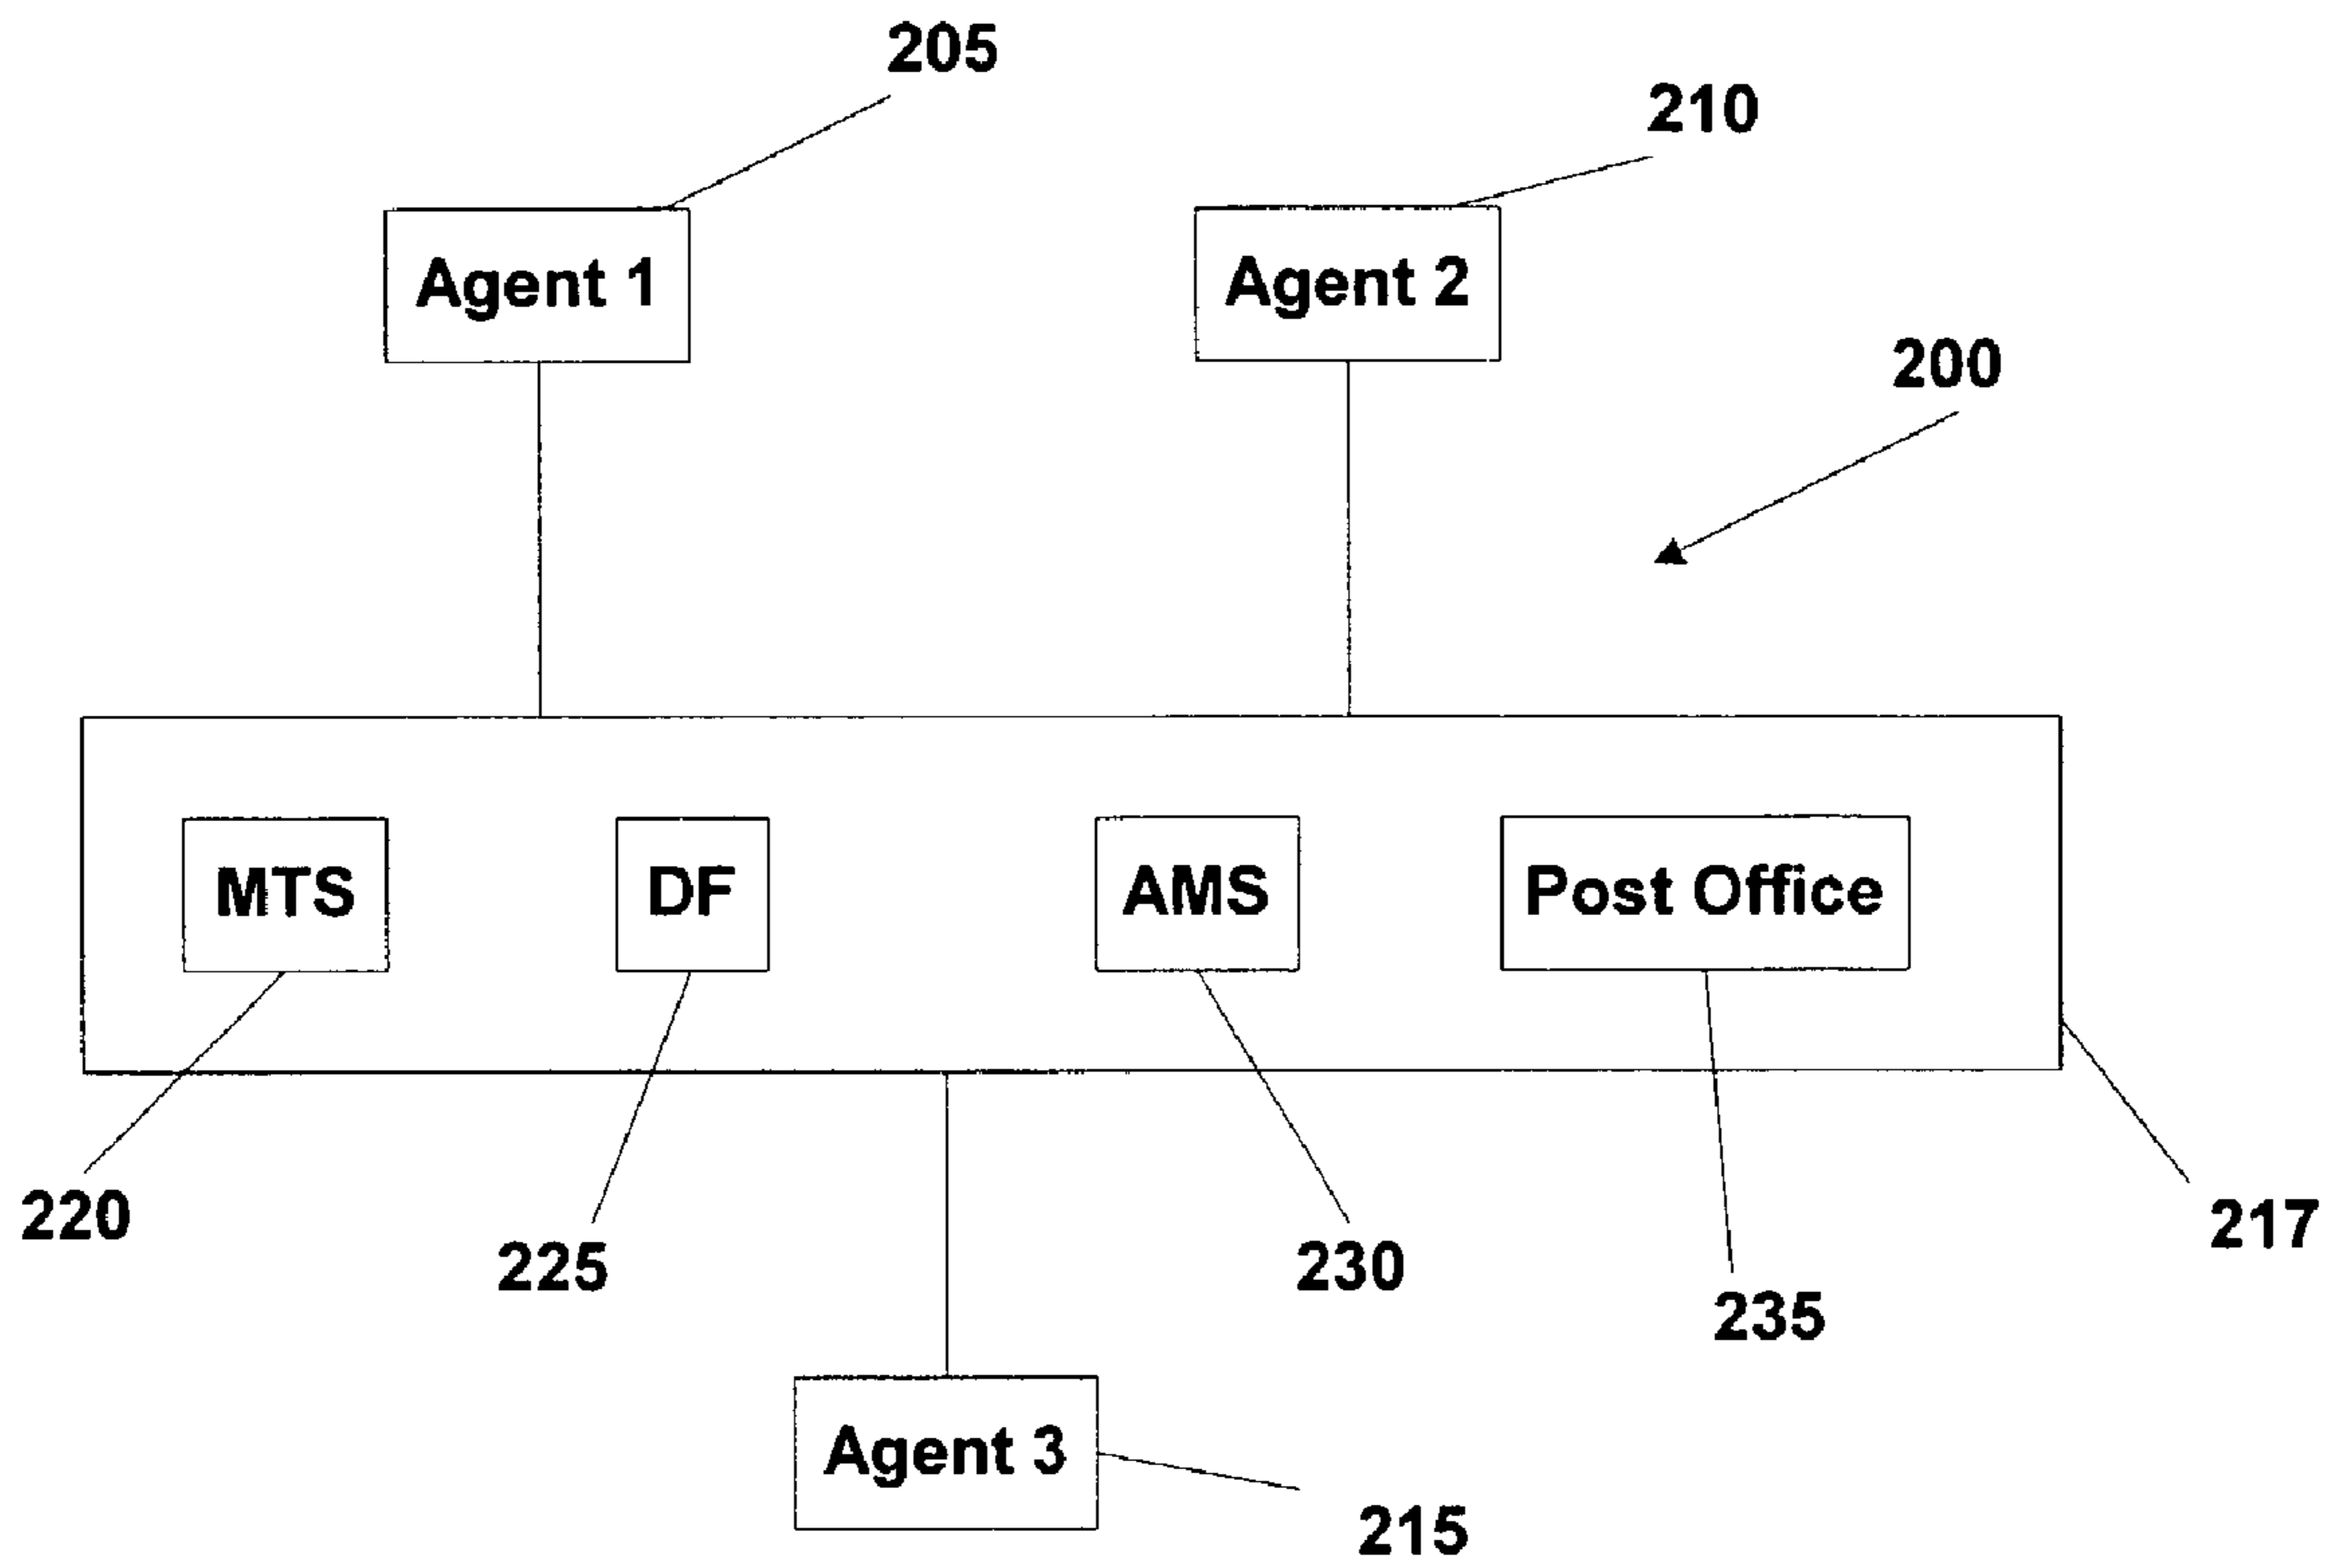 205
210
Agent 1
Agent 2
200
MTS
DF
AMS
Post Office
220
217
225
230
235
Agent 3
215